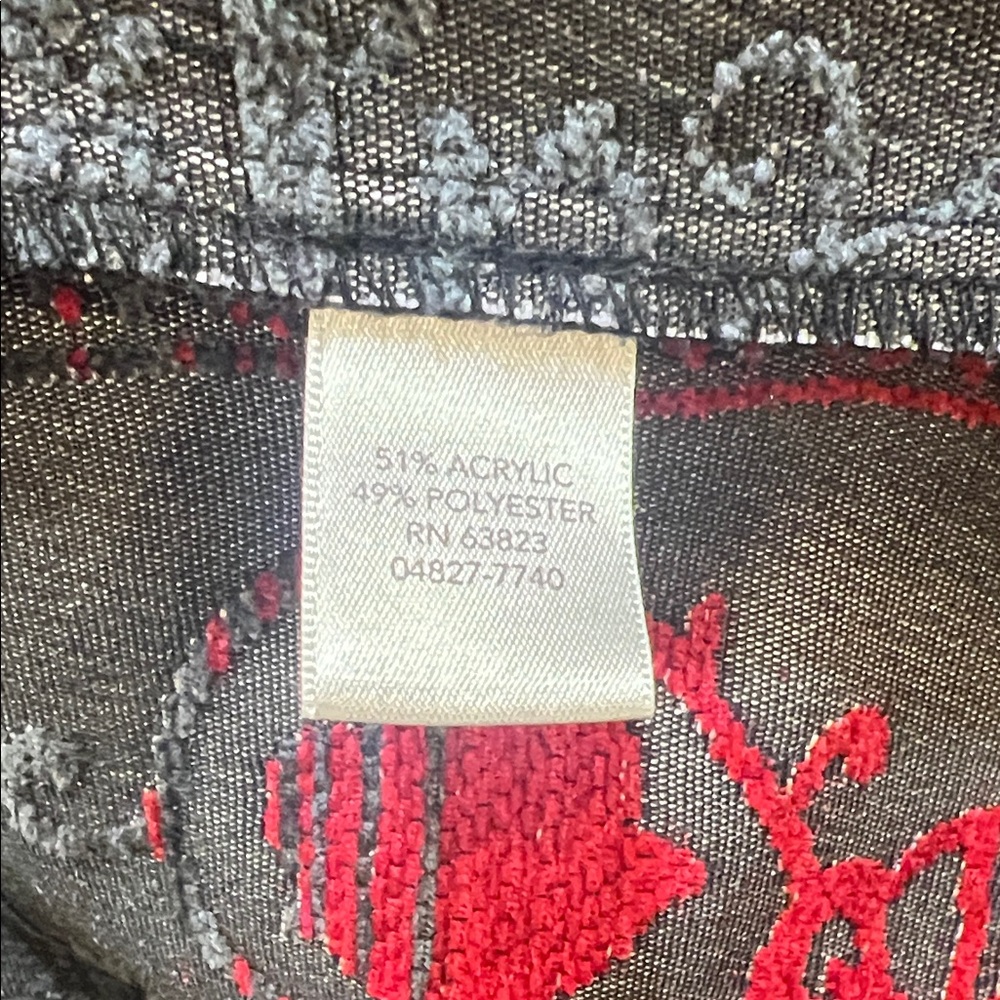 51% ACRYLIC
49% POLYESTER
RN 63823
04827-7740